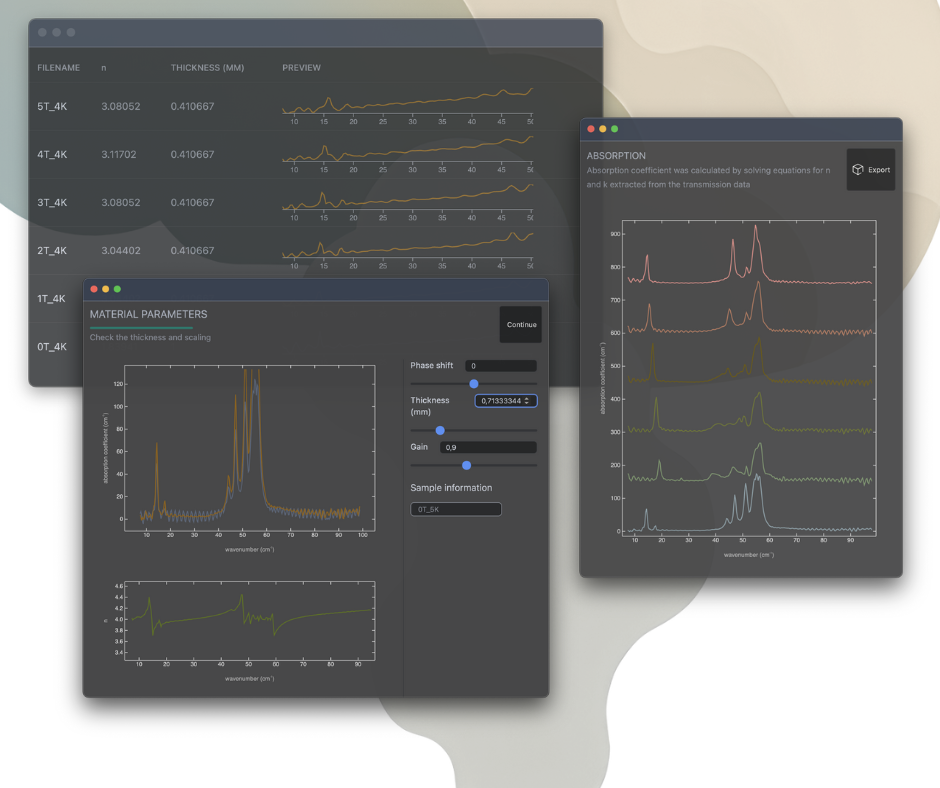 FILENAME n THICKNESS (MM) PREVIEW
5T_4K 3.08052 0.410667
10 15 20 25 30 35 40 45 50
4T_4K 3.11702 0.410667
10 15 20 25 30 35 40 45 50
3T_4K 3.08052 0.410667
10 15 20 25 30 35 40 45 50
2T_4K 3.04402 0.410667
10 15 20 25 30 35 40 45 50
1T_4K
0T_4K
MATERIAL PARAMETERS
Check the thickness and scaling
Continue
120
100
80
60
40
20
0
absorption coefficient (cm⁻¹)
10 20 30 40 50 60 70 80 90 100
wavenumber (cm⁻¹)
4.6
4.4
4.2
4.0
3.8
3.6
3.4
n
10 20 30 40 50 60 70 80 90
wavenumber (cm⁻¹)
Phase shift 0
Thickness
(mm)
0,71333344
Gain 0,9
Sample information
0T_5K
ABSORPTION
Absorption coefficient was calculated by solving equations for n
and k extracted from the transmission data
Export
900
800
700
600
500
400
300
200
100
0
absorption coefficient (cm⁻¹)
10 20 30 40 50 60 70 80 90
wavenumber (cm⁻¹)